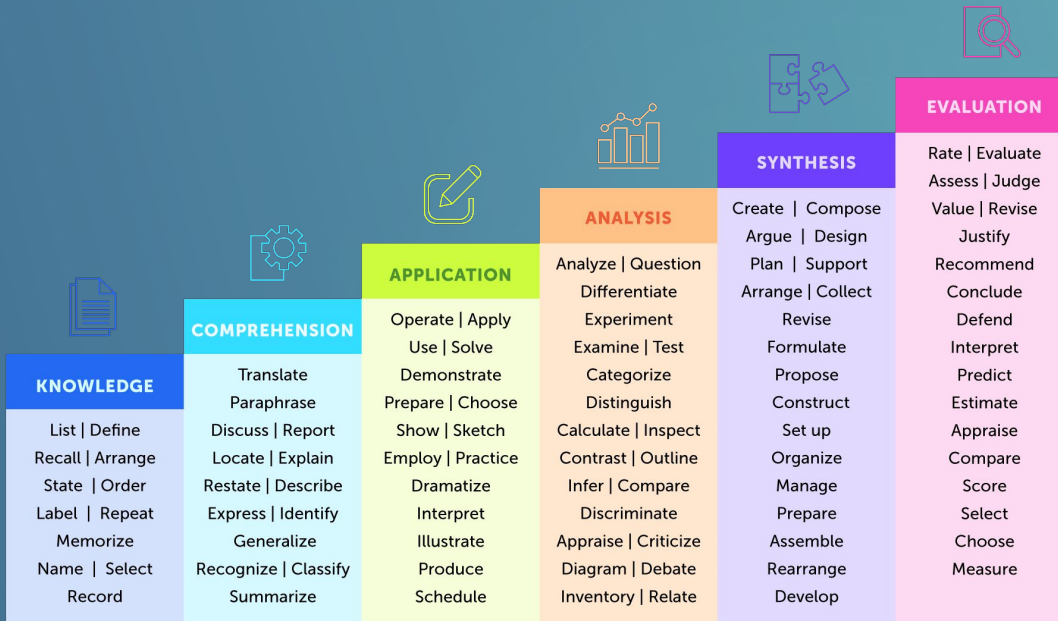 KNOWLEDGE
List | Define
Recall | Arrange
State | Order
Label | Repeat
Memorize
Name | Select
Record
COMPREHENSION
Translate
Paraphrase
Discuss | Report
Locate | Explain
Restate | Describe
Express | Identify
Generalize
Recognize | Classify
Summarize
APPLICATION
Operate | Apply
Use | Solve
Demonstrate
Prepare | Choose
Show | Sketch
Employ | Practice
Dramatize
Interpret
Illustrate
Produce
Schedule
ANALYSIS
Analyze | Question
Differentiate
Experiment
Examine | Test
Categorize
Distinguish
Calculate | Inspect
Contrast | Outline
Infer | Compare
Discriminate
Appraise | Criticize
Diagram | Debate
Inventory | Relate
SYNTHESIS
Create | Compose
Argue | Design
Plan | Support
Arrange | Collect
Revise
Formulate
Propose
Construct
Set up
Organize
Manage
Prepare
Assemble
Rearrange
Develop
EVALUATION
Rate | Evaluate
Assess | Judge
Value | Revise
Justify
Recommend
Conclude
Defend
Interpret
Predict
Estimate
Appraise
Compare
Score
Select
Choose
Measure